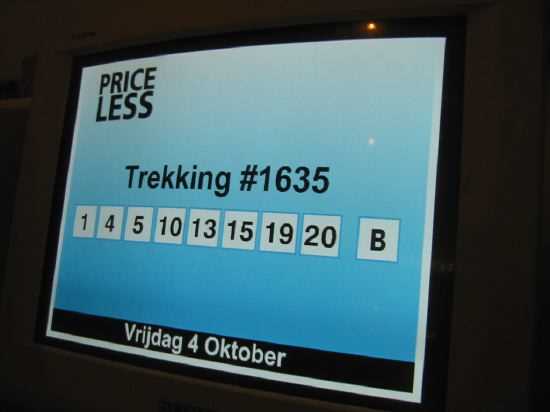 PRICE
LESS
Trekking #1635
1 4 5 10 13 15 19 20 B
Vrijdag 4 Oktober